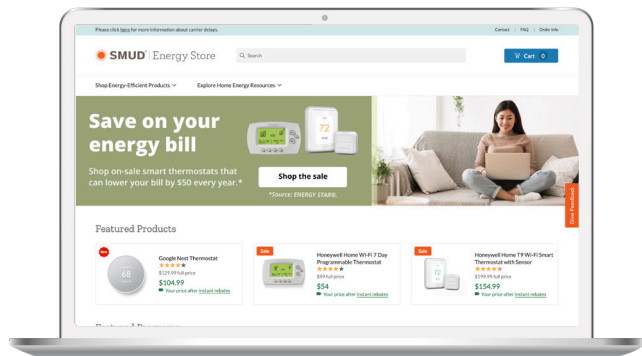 Please click here for more information about carrier delays.
Contact | FAQ | Order Info
SMUD® Energy Store
Search
Cart 0
Shop Energy-Efficient Products
Explore Home Energy Resources
Save on your
energy bill
Shop on-sale smart thermostats that
can lower your bill by $50 every year.*
72
Shop the sale
*Source: ENERGY STAR®.
Give Feedback
Featured Products
New
68
Google Nest Thermostat
$129.99 full price
$104.99
Your price after instant rebates
Sale
Honeywell Home Wi-Fi 7 Day
Programmable Thermostat
$99 full price
$54
Your price after instant rebates
Sale
72
Honeywell Home T9 Wi-Fi Smart
Thermostat with Sensor
$199.99 full price
$154.99
Your price after instant rebates